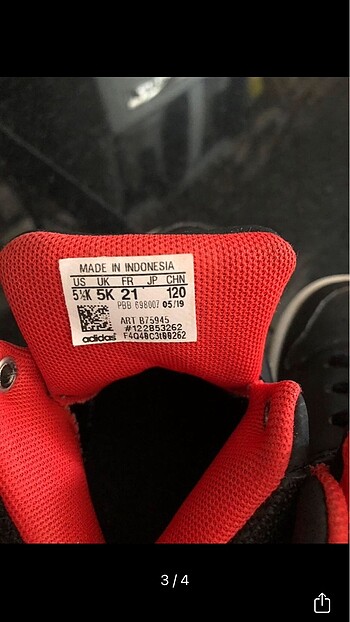 MADE IN INDONESIA
US UK FR JP CHN
5½K 5K 21 120
PBB 698007 05/19
ART B75945
#122853262
adidas F4Q48C3t88262
3 / 4